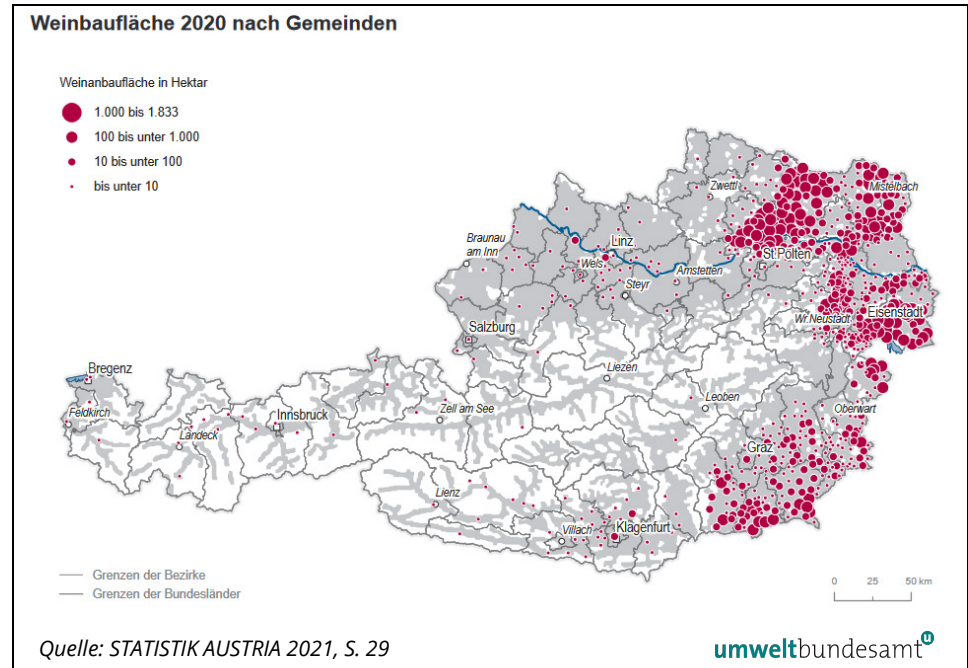 Weinbaufläche 2020 nach Gemeinden
Weinanbaufläche in Hektar
1.000 bis 1.833
100 bis unter 1.000
10 bis unter 100
bis unter 10
Zwettl
Mistelbach
Braunau
am Inn
Linz
Wels
St.Pölten
Amstetten
Steyr
Wr.Neustadt
Eisenstadt
Salzburg
Bregenz
Liezen
Feldkirch
Innsbruck
Zell am See
Leoben
Oberwart
Landeck
Graz
Lienz
Villach
Klagenfurt
Grenzen der Bezirke
Grenzen der Bundesländer
0 25 50 km
Quelle: STATISTIK AUSTRIA 2021, S. 29
umweltbundesamt